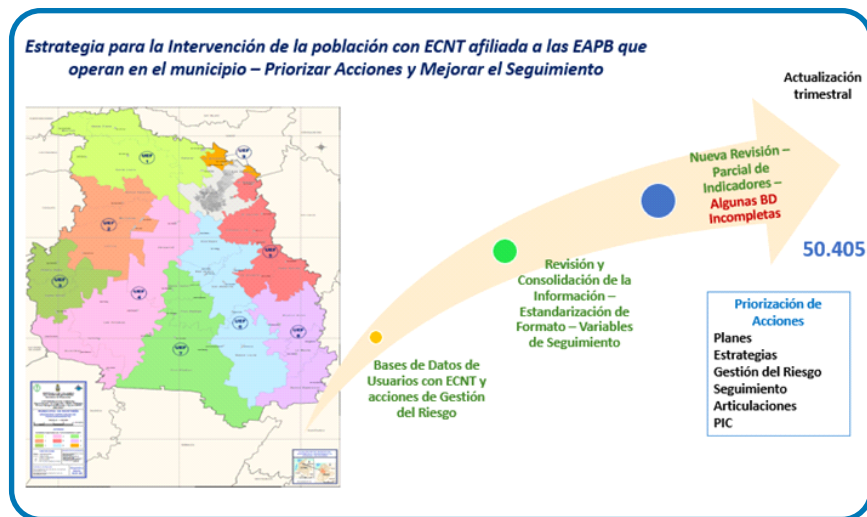 Estrategia para la Intervención de la población con ECNT afiliada a las EAPB que
operan en el municipio – Priorizar Acciones y Mejorar el Seguimiento
Actualización
trimestral
Nueva Revisión –
Parcial de
Indicadores –
Algunas BD
Incompletas
50.405
Revisión y
Consolidación de la
Información –
Estandarización de
Formato – Variables
de Seguimiento
Bases de Datos de
Usuarios con ECNT y
acciones de Gestión
del Riesgo
Priorización de
Acciones
Planes
Estrategias
Gestión del Riesgo
Seguimiento
Articulaciones
PIC